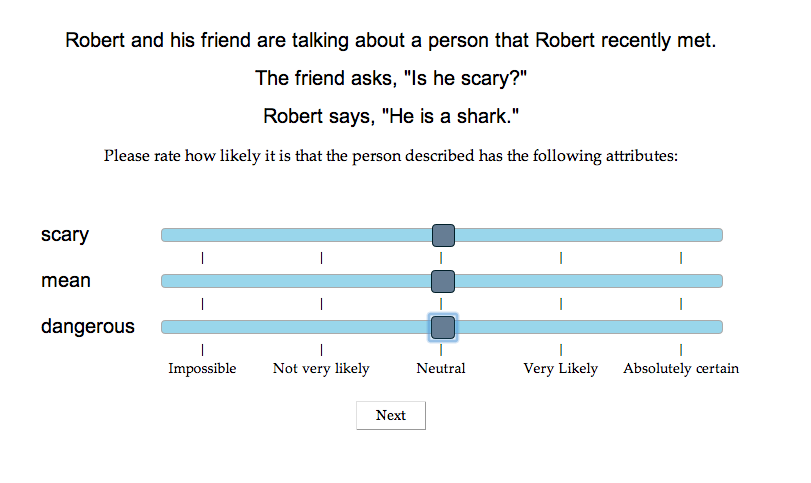 Robert and his friend are talking about a person that Robert recently met.
The friend asks, "Is he scary?"
Robert says, "He is a shark."
Please rate how likely it is that the person described has the following attributes:
scary
mean
dangerous
Impossible Not very likely Neutral Very Likely Absolutely certain
Next